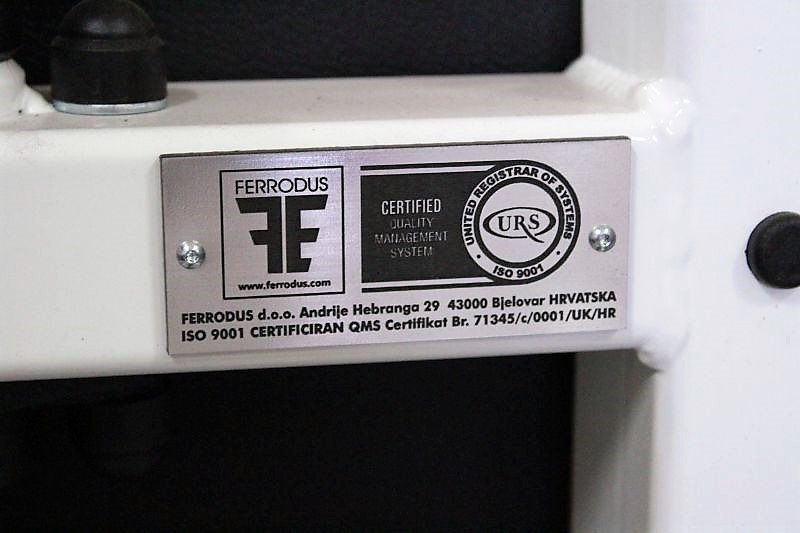 FERRODUS
www.ferrodus.com
CERTIFIED
QUALITY
MANAGEMENT
SYSTEM
UNITED REGISTRAR OF SYSTEMS
URS
• ISO 9001 •
FERRODUS d.o.o. Andrije Hebranga 29 43000 Bjelovar HRVATSKA
ISO 9001 CERTIFICIRAN QMS Certifikat Br. 71345/c/0001/UK/HR